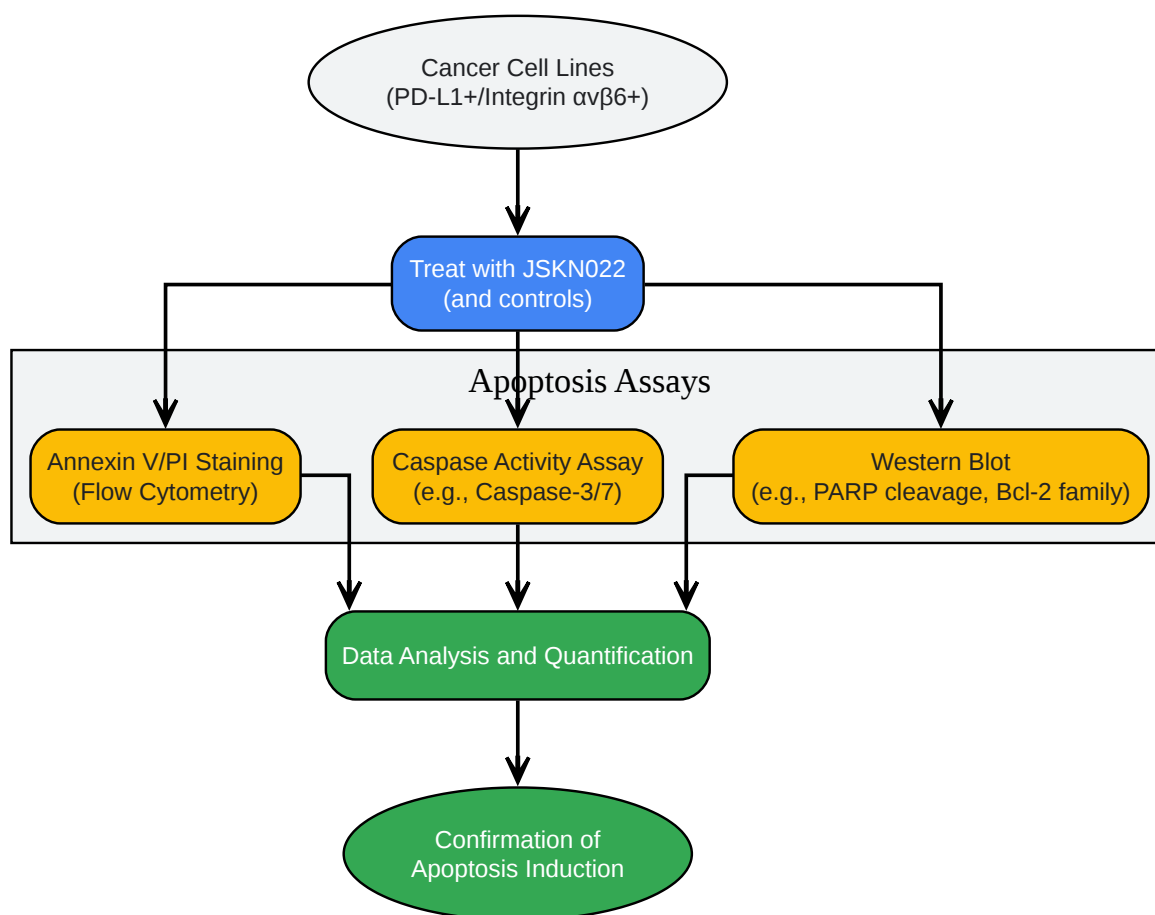 Cancer Cell Lines
(PD-L1+/Integrin αvβ6+)
Treat with JSKN022
(and controls)
Apoptosis Assays
Annexin V/PI Staining
(Flow Cytometry)
Caspase Activity Assay
(e.g., Caspase-3/7)
Western Blot
(e.g., PARP cleavage, Bcl-2 family)
Data Analysis and Quantification
Confirmation of
Apoptosis Induction